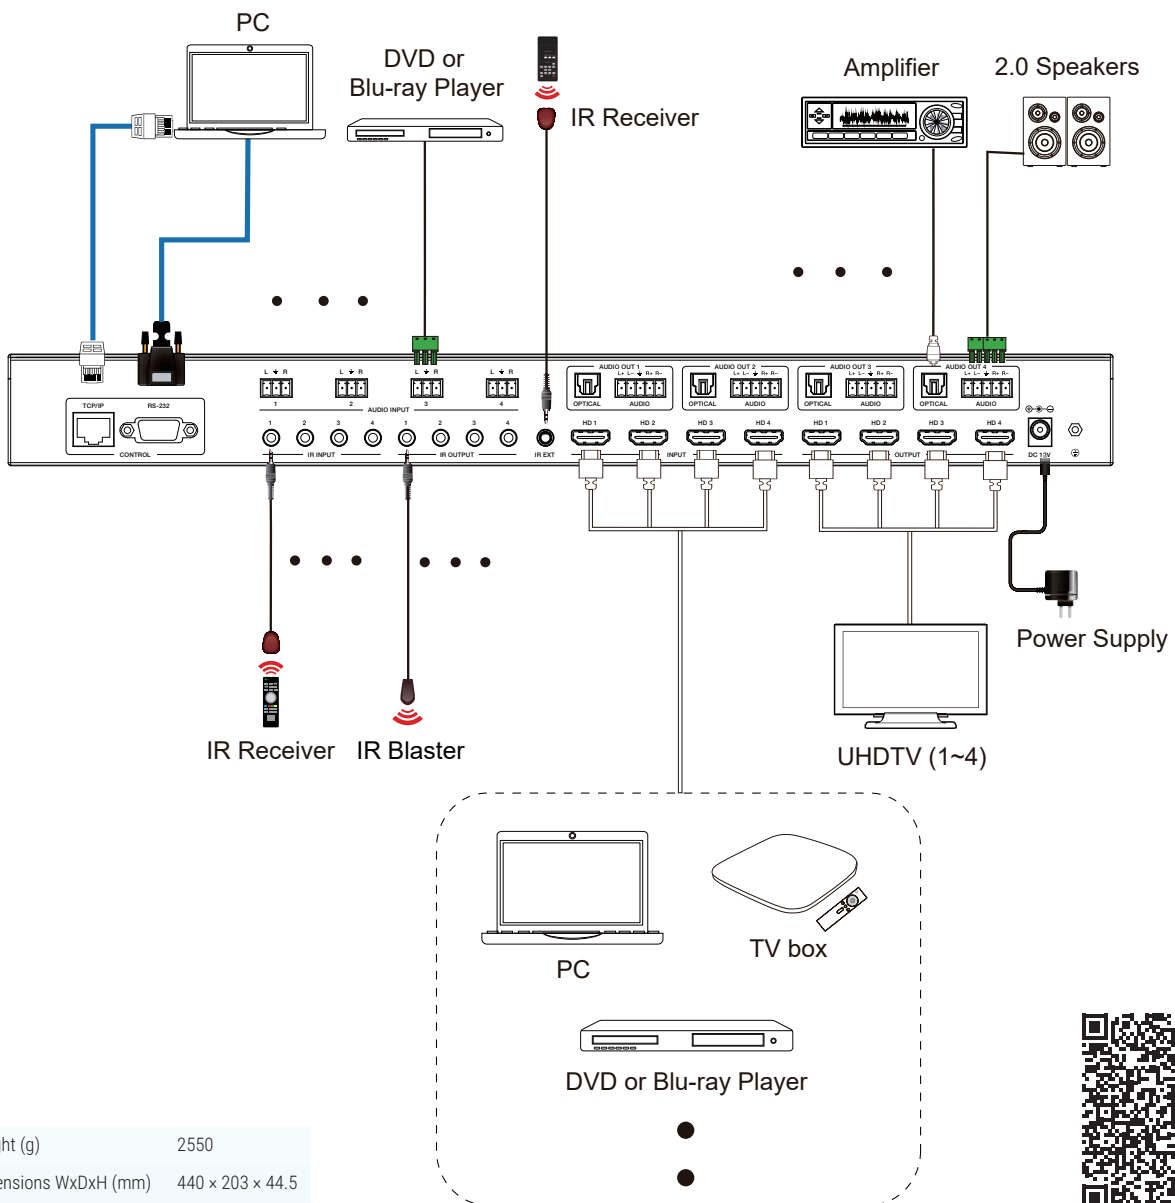 PC
DVD or
Blu-ray Player
IR Receiver
Amplifier
2.0 Speakers
TCP/IP
RS-232
CONTROL
L R
1
L R
2
L R
3
L R
4
AUDIO INPUT
1 2 3 4
IR INPUT
1 2 3 4
IR OUTPUT
IR EXT
AUDIO OUT 1
L+ L- R+ R-
OPTICAL
AUDIO
AUDIO OUT 2
L+ L- R+ R-
OPTICAL
AUDIO
AUDIO OUT 3
L+ L- R+ R-
OPTICAL
AUDIO
AUDIO OUT 4
L+ L- R+ R-
OPTICAL
AUDIO
HD 1
HD 2
HD 3
HD 4
INPUT
HD 1
HD 2
HD 3
HD 4
OUTPUT
DC 12V
IR Receiver
IR Blaster
UHDTV (1~4)
Power Supply
PC
TV box
DVD or Blu-ray Player
(g) 2550
WxDxH (mm) 440 × 203 × 44.5